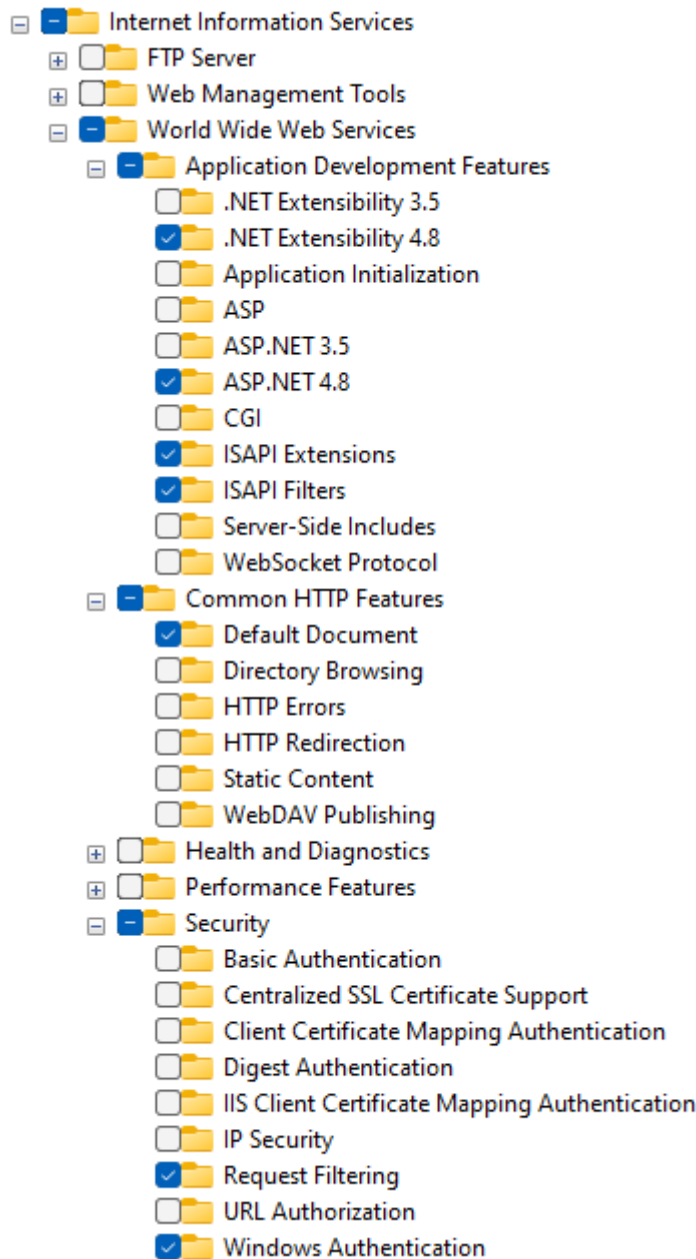 Internet Information Services
FTP Server
Web Management Tools
World Wide Web Services
Application Development Features
.NET Extensibility 3.5
.NET Extensibility 4.8
Application Initialization
ASP
ASP.NET 3.5
ASP.NET 4.8
CGI
ISAPI Extensions
ISAPI Filters
Server-Side Includes
WebSocket Protocol
Common HTTP Features
Default Document
Directory Browsing
HTTP Errors
HTTP Redirection
Static Content
WebDAV Publishing
Health and Diagnostics
Performance Features
Security
Basic Authentication
Centralized SSL Certificate Support
Client Certificate Mapping Authentication
Digest Authentication
IIS Client Certificate Mapping Authentication
IP Security
Request Filtering
URL Authorization
Windows Authentication